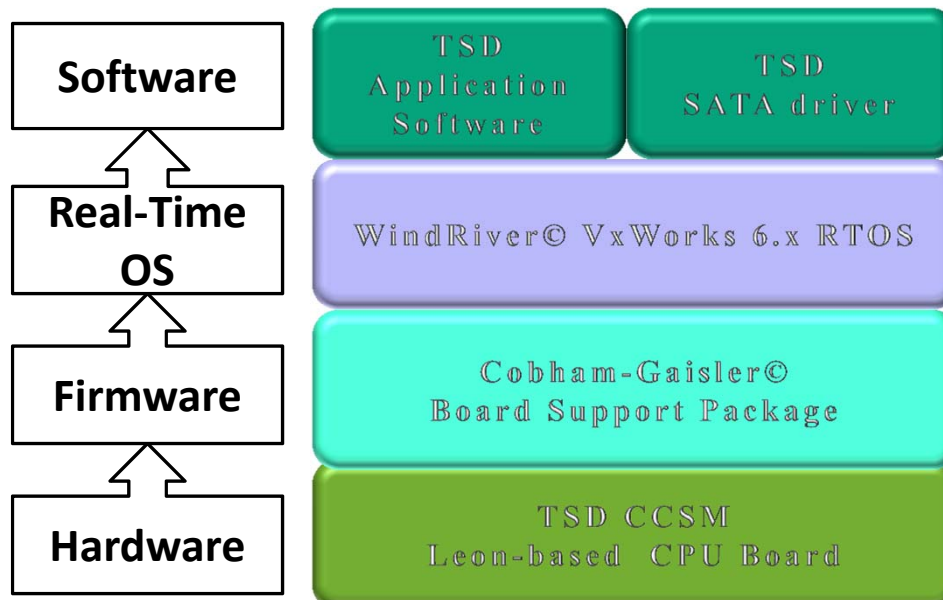 Software
TSD
Application
Software
TSD
SATA driver
Real-Time
OS
WindRiver© VxWorks 6.x RTOS
Firmware
Cobham-Gaisler©
Board Support Package
Hardware
TSD CCSM
Leon-based CPU Board